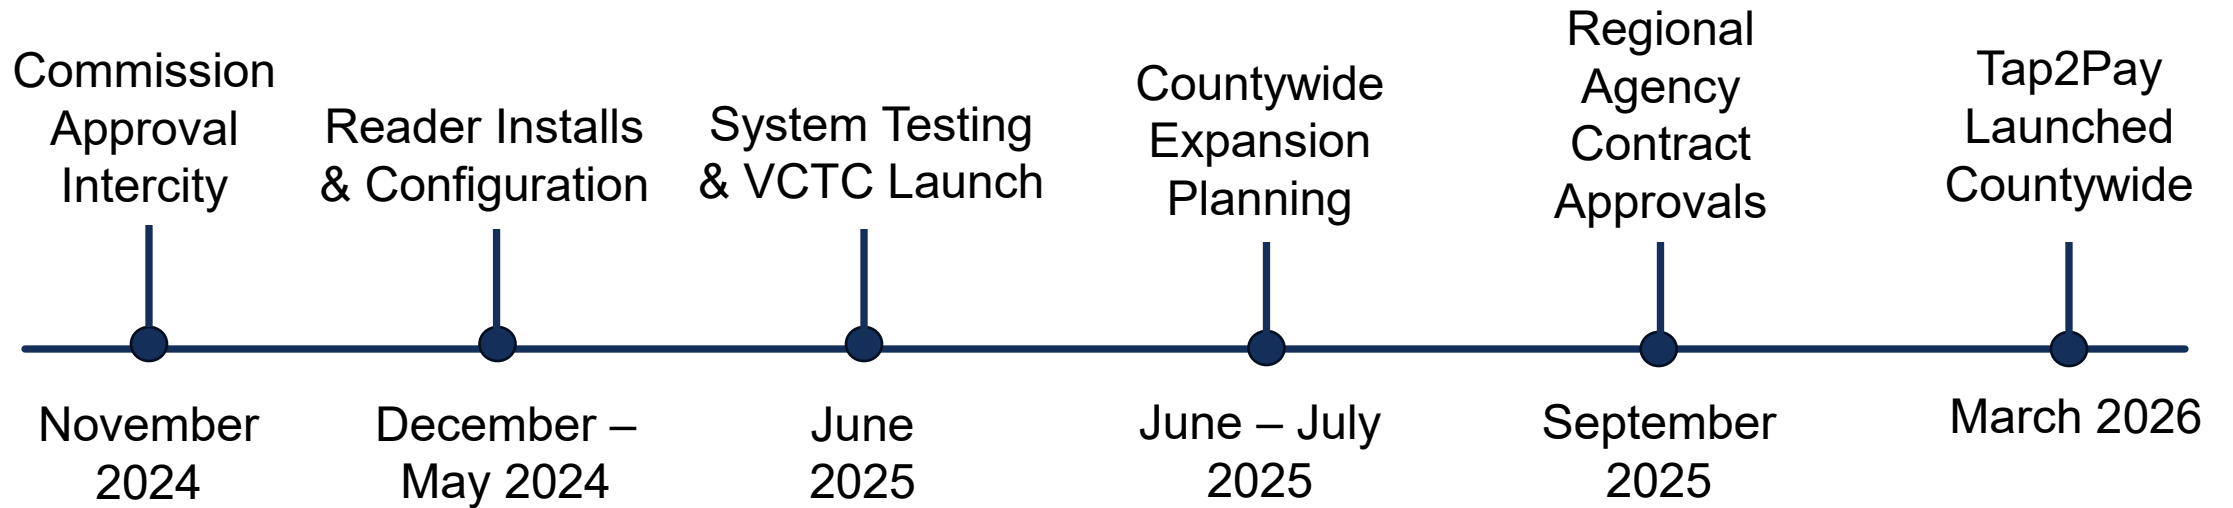 Commission
Approval
Intercity
November
2024
Reader Installs
& Configuration
December –
May 2024
System Testing
& VCTC Launch
June
2025
Countywide
Expansion
Planning
June – July
2025
Regional
Agency
Contract
Approvals
September
2025
Tap2Pay
Launched
Countywide
March 2026